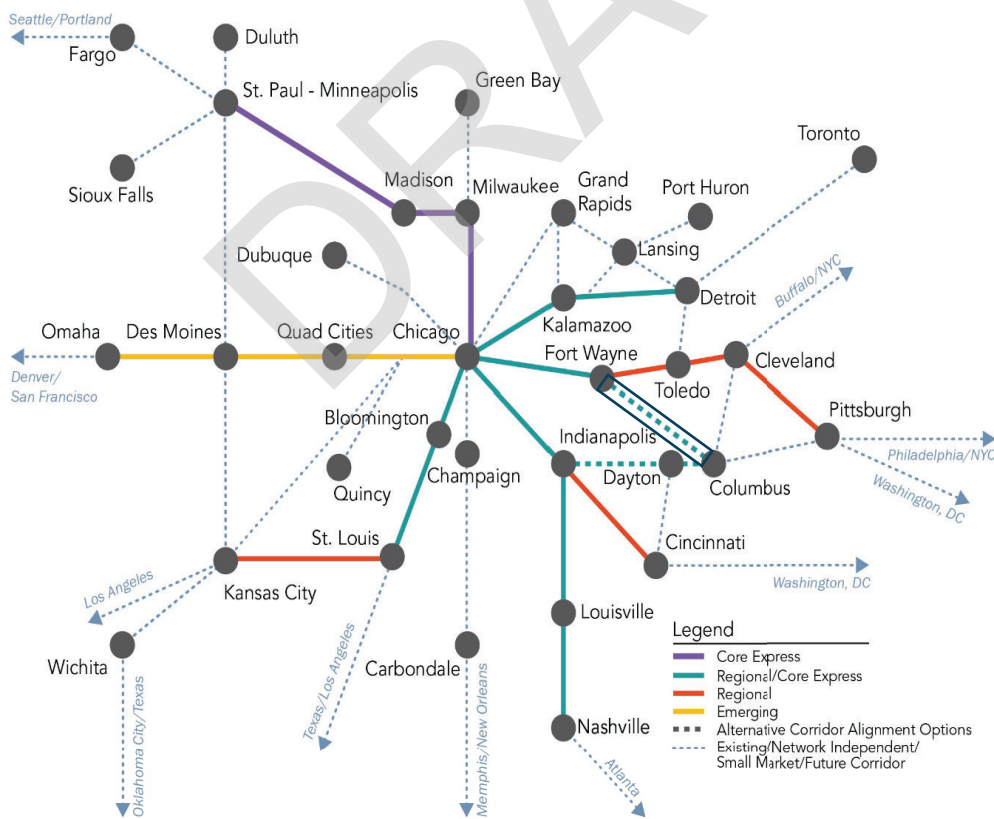 Seattle/Portland
Fargo
Duluth
St. Paul - Minneapolis
Green Bay
Toronto
Sioux Falls
Madison
Milwaukee
Grand
Rapids
Port Huron
Lansing
Dubuque
Detroit
Buffalo/NYC
Kalamazoo
Omaha
Des Moines
Quad Cities
Chicago
Fort Wayne
Toledo
Cleveland
Denver/
San Francisco
Bloomington
Indianapolis
Pittsburgh
Philadelphia/NYC
Washington, DC
Quincy
Champaign
Dayton
Columbus
St. Louis
Cincinnati
Washington, DC
Kansas City
Los Angeles
Louisville
Wichita
Carbondale
Texas/Los Angeles
Nashville
Oklahoma City/Texas
Memphis/New Orleans
Atlanta
Legend
Core Express
Regional/Core Express
Regional
Emerging
Alternative Corridor Alignment Options
Existing/Network Independent/
Small Market/Future Corridor
DRA